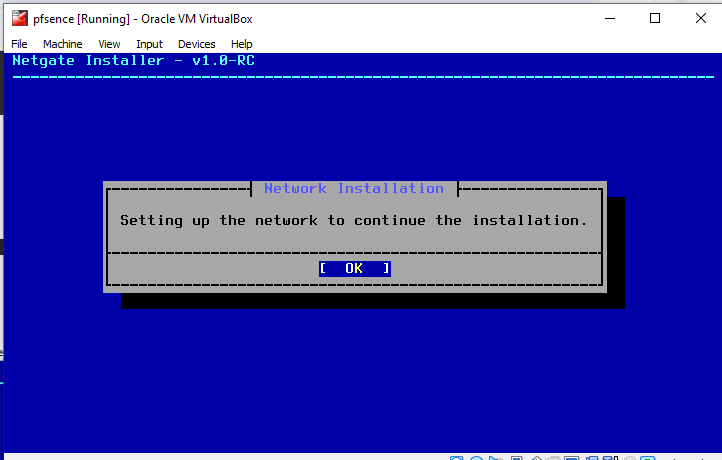 pfsence [Running] - Oracle VM VirtualBox
File Machine View Input Devices Help
Netgate Installer - v1.0-RC
Network Installation
Setting up the network to continue the installation.
[ OK ]